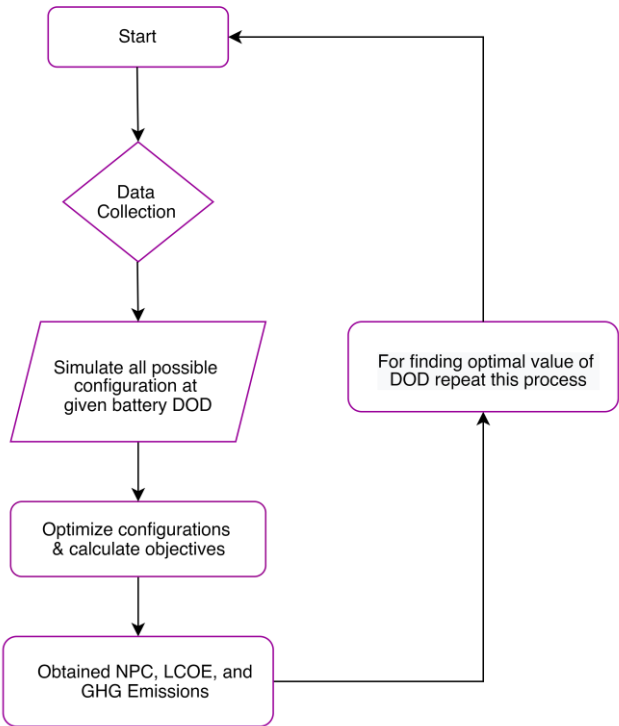 Start
Data
Collection
Simulate all possible
configuration at
given battery DOD
For finding optimal value of
DOD repeat this process
Optimize configurations
& calculate objectives
Obtained NPC, LCOE, and
GHG Emissions